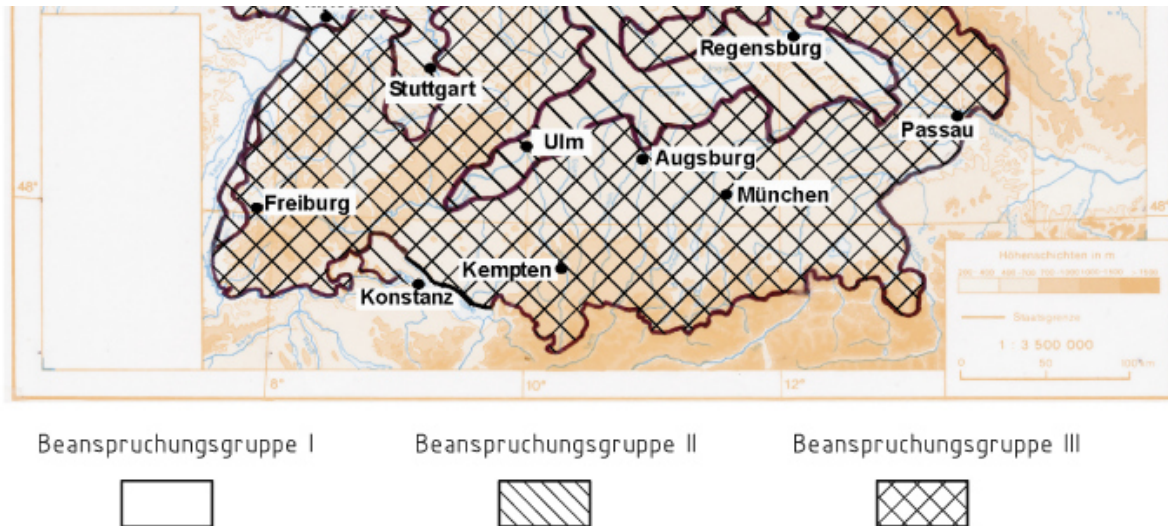 Regensburg
Stuttgart
Passau
Ulm
Augsburg
48°
Freiburg
München
48°
Höhenschichten in m
Kempten
Konstanz
Staatsgrenze
1 : 3 500 000
0 50 100 km
8° 10° 12°
Beanspruchungsgruppe I Beanspruchungsgruppe II Beanspruchungsgruppe III